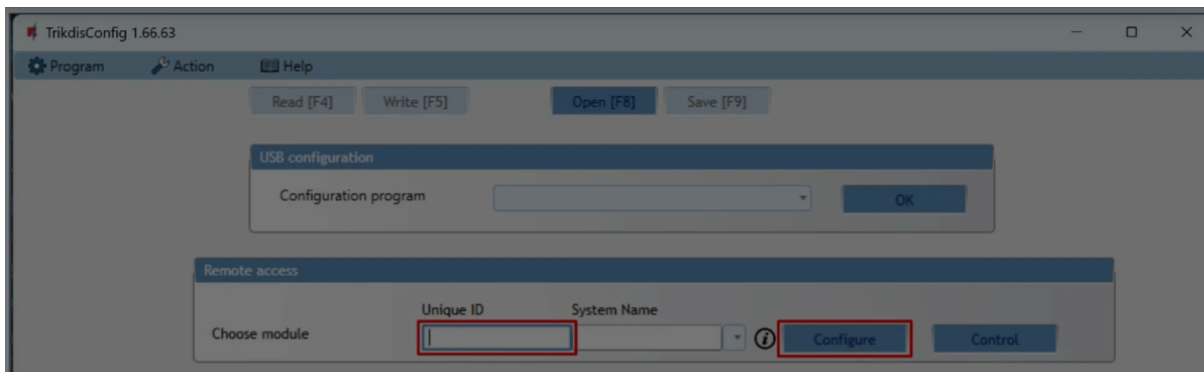 TrikdisConfig 1.66.63
Program Action Help
Read [F4] Write [F5] Open [F8] Save [F9]
USB configuration
Configuration program OK
Remote access
Unique ID System Name
Choose module i Configure Control